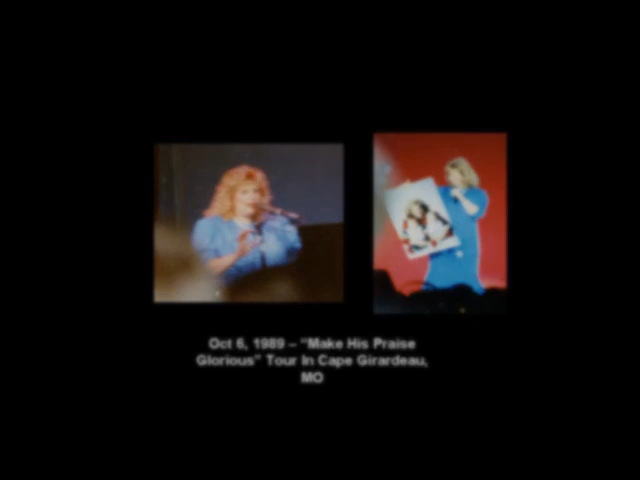 Oct 6, 1989 – "Make His Praise
Glorious" Tour In Cape Girardeau,
MO